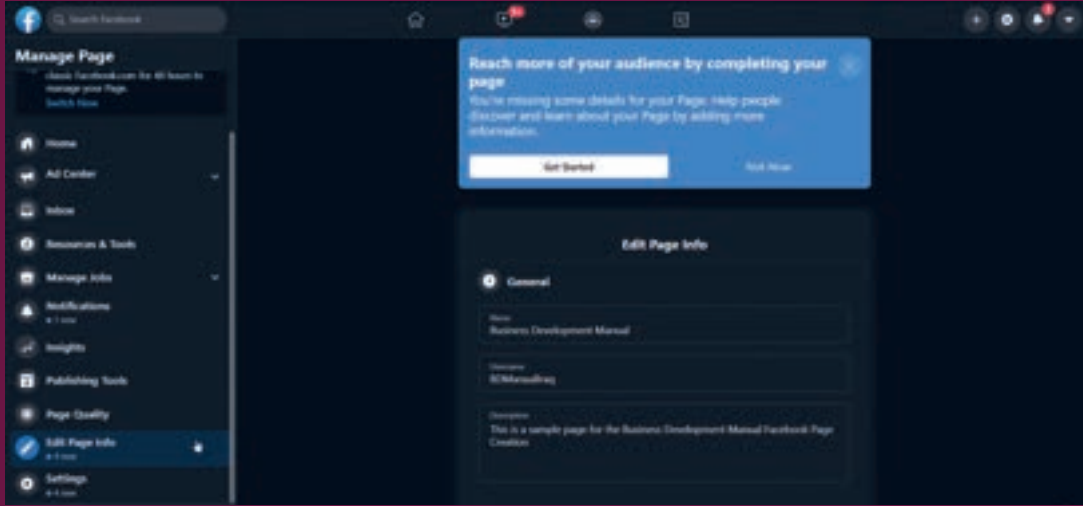 Search Facebook
Manage Page
classic Facebook.com for 48 hours to
manage your Page.
Switch Now
Home
Ad Center
Inbox
Resources & Tools
Manage Jobs
Notifications
Insights
Publishing Tools
Page Quality
Edit Page Info
Settings
Reach more of your audience by completing your
page
You're missing some details for your Page. Help people
discover and learn about your Page by adding more
information.
Get Started
Not Now
Edit Page Info
General
Name
Business Development Manual
Username
Description
This is a sample page for the Business Development Manual Facebook Page
Creation